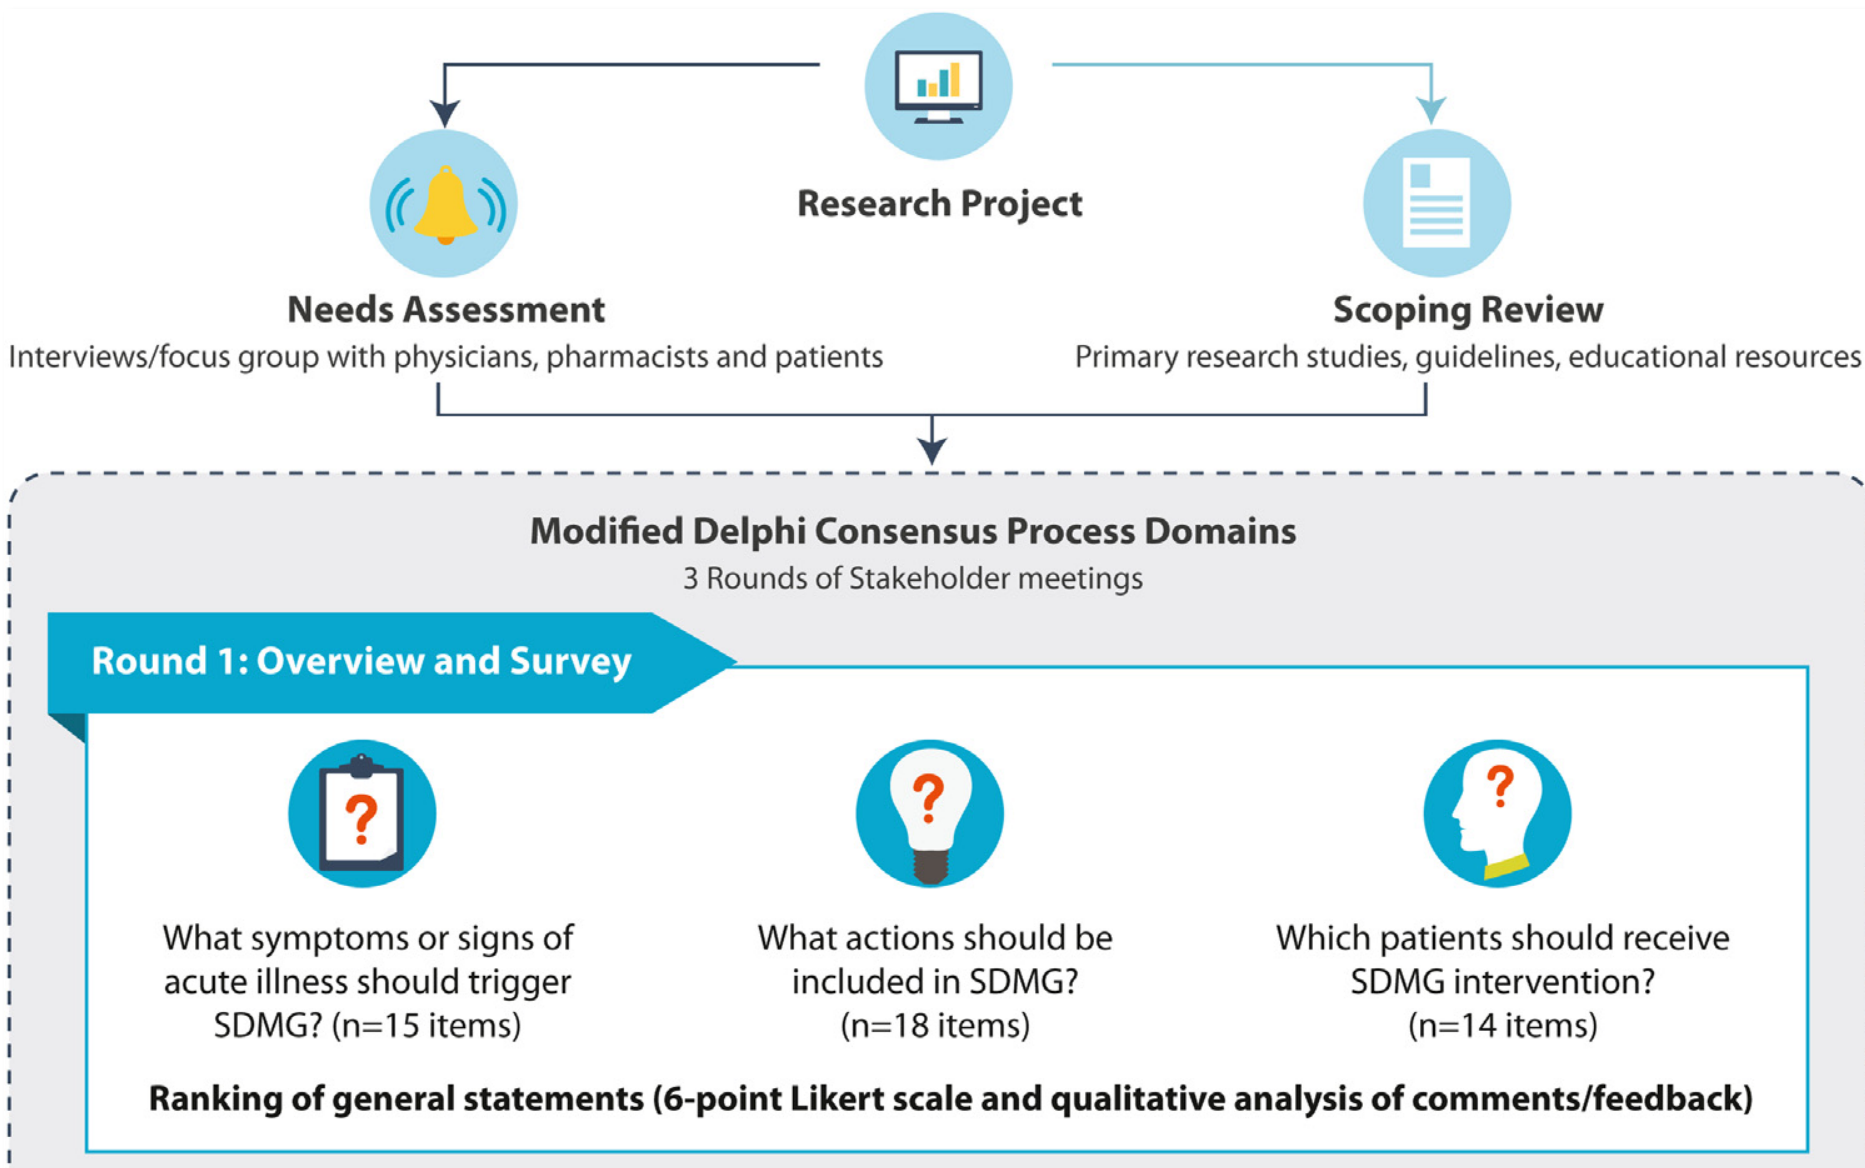 Research Project
Needs Assessment
Interviews/focus group with physicians, pharmacists and patients
Scoping Review
Primary research studies, guidelines, educational resources
Modified Delphi Consensus Process Domains
3 Rounds of Stakeholder meetings
Round 1: Overview and Survey
?
What symptoms or signs of
acute illness should trigger
SDMG? (n=15 items)
?
What actions should be
included in SDMG?
(n=18 items)
?
Which patients should receive
SDMG intervention?
(n=14 items)
Ranking of general statements (6-point Likert scale and qualitative analysis of comments/feedback)